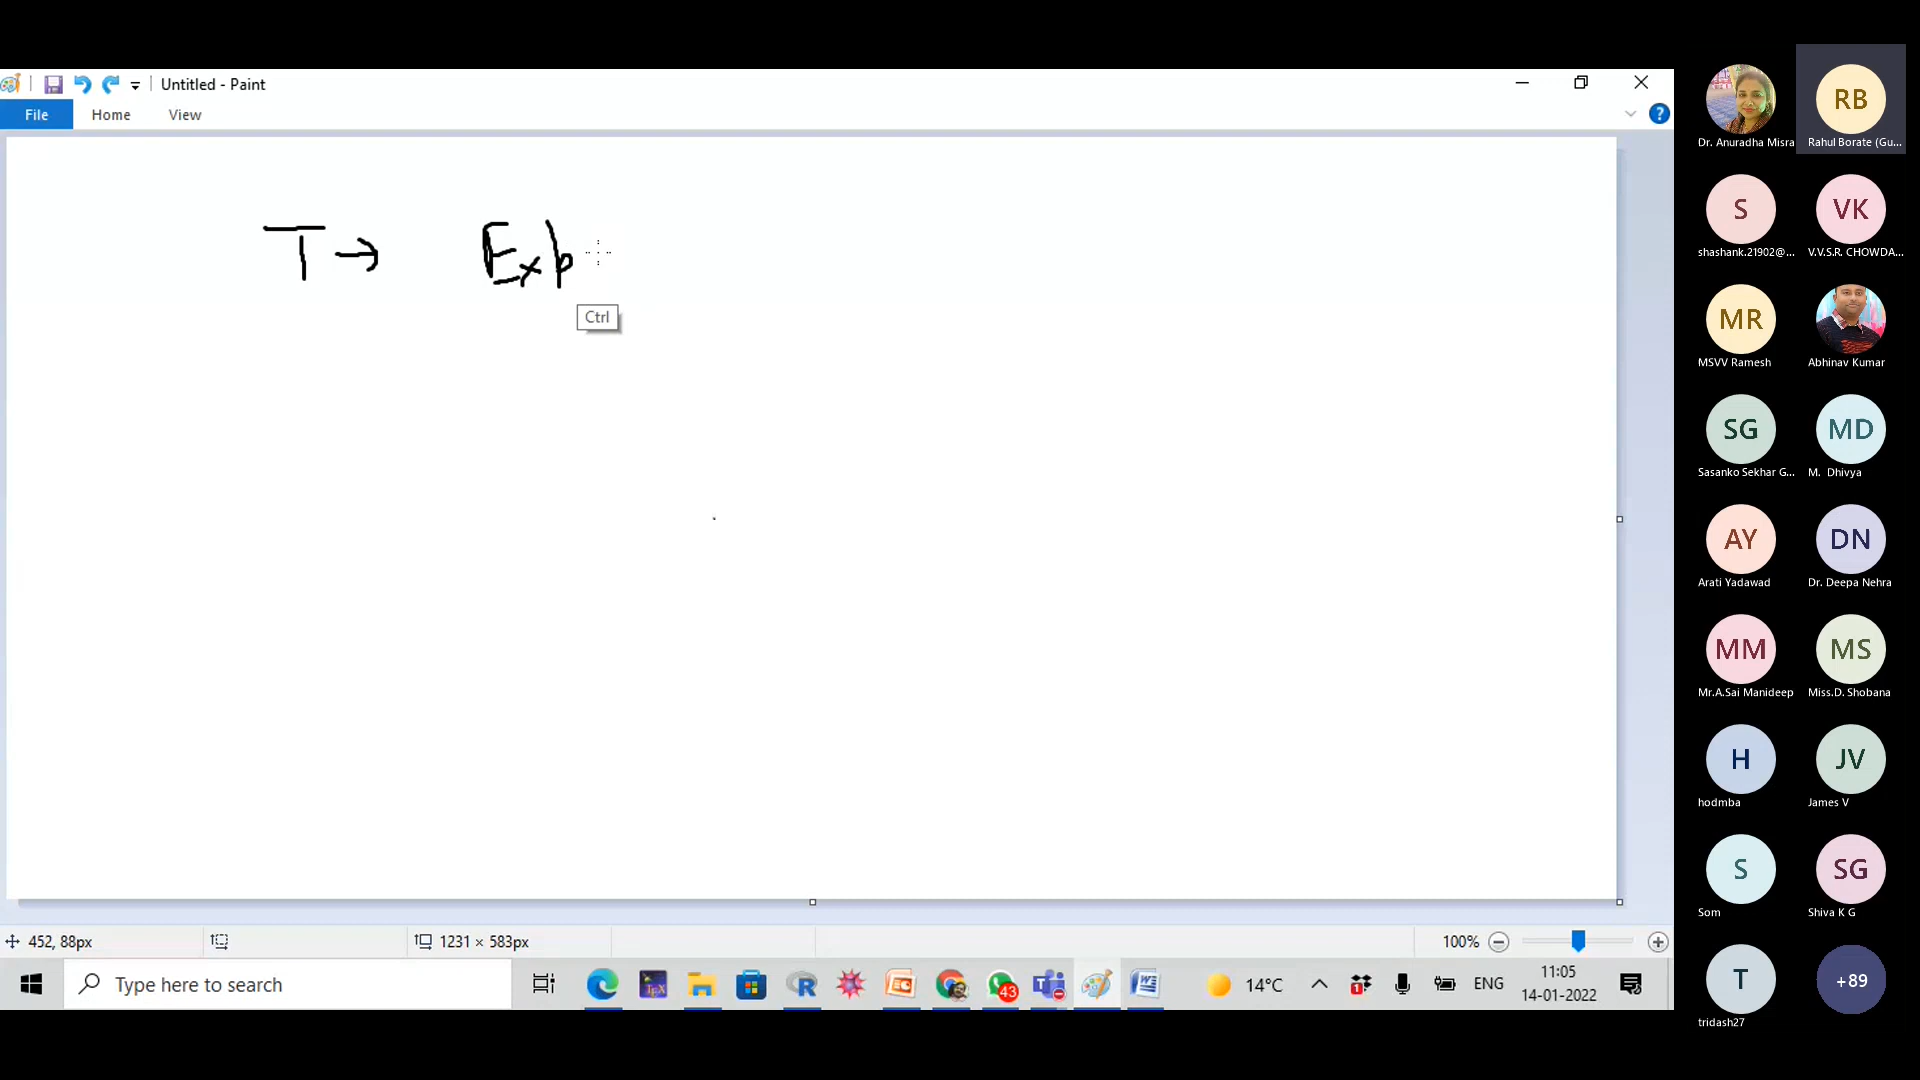 Untitled - Paint
File Home View
T → Exp
Ctrl
452, 88px
1231 × 583px
100%
Type here to search
43
1
14°C
ENG
11:05
14-01-2022
Dr. Anuradha Misra
RB
Rahul Borate (Gu...
S
shashank.21902@...
VK
V.V.S.R. CHOWDA...
MR
MSVV Ramesh
Abhinav Kumar
SG
Sasanko Sekhar G...
MD
M. Dhivya
AY
Arati Yadawad
DN
Dr. Deepa Nehra
MM
Mr.A.Sai Manideep
MS
Miss.D. Shobana
H
hodmba
JV
James V
S
Som
SG
Shiva K G
T
tridash27
+89